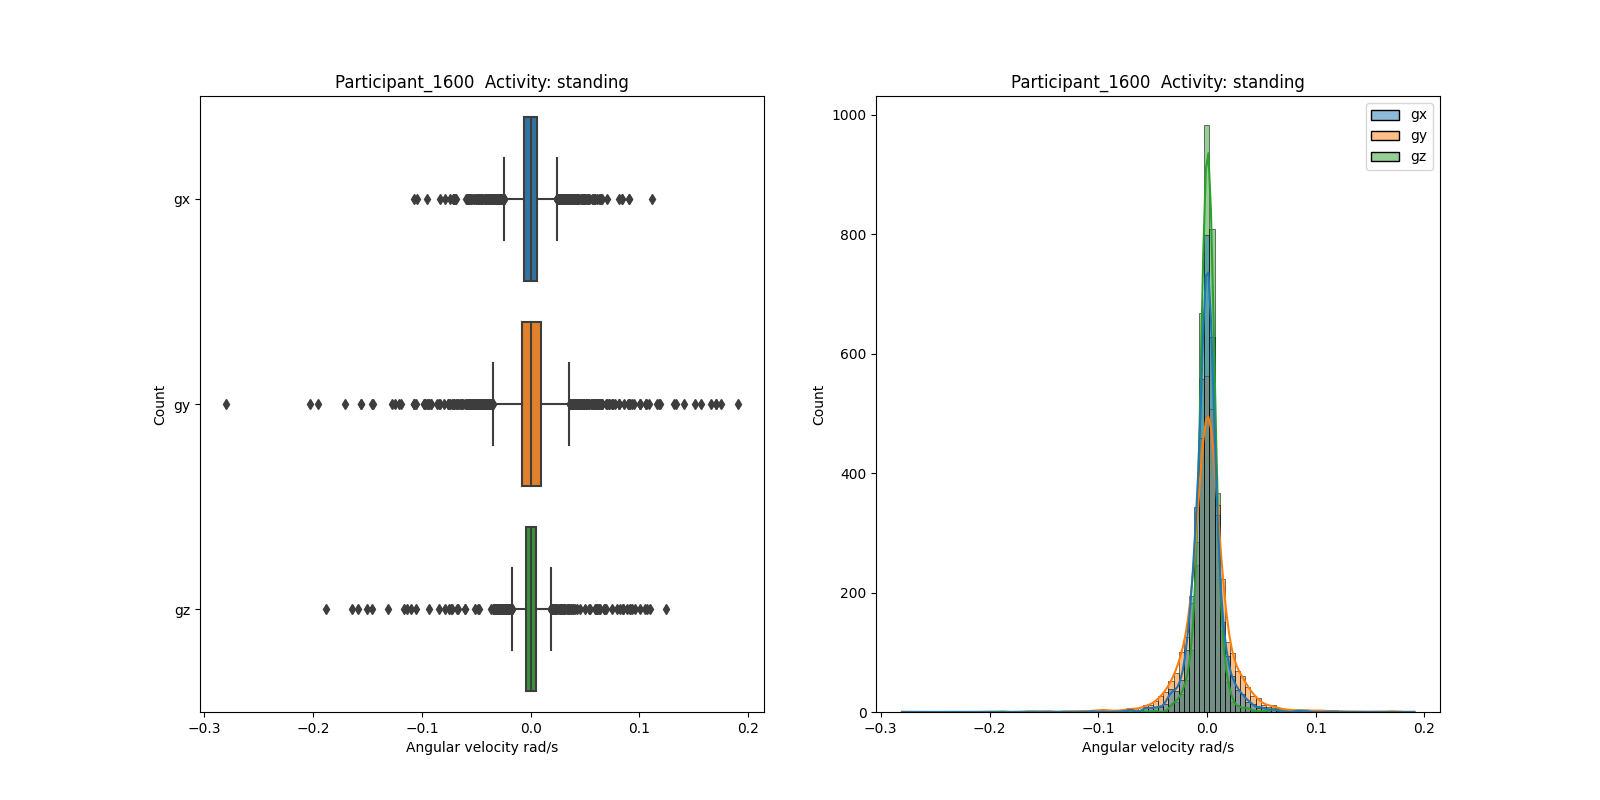 Participant_1600  Activity: standing
Count
gx
gy
gz
−0.3 −0.2 −0.1 0.0 0.1 0.2
Angular velocity rad/s
Participant_1600  Activity: standing
Count
1000
800
600
400
200
0
gx
gy
gz
−0.3 −0.2 −0.1 0.0 0.1 0.2
Angular velocity rad/s